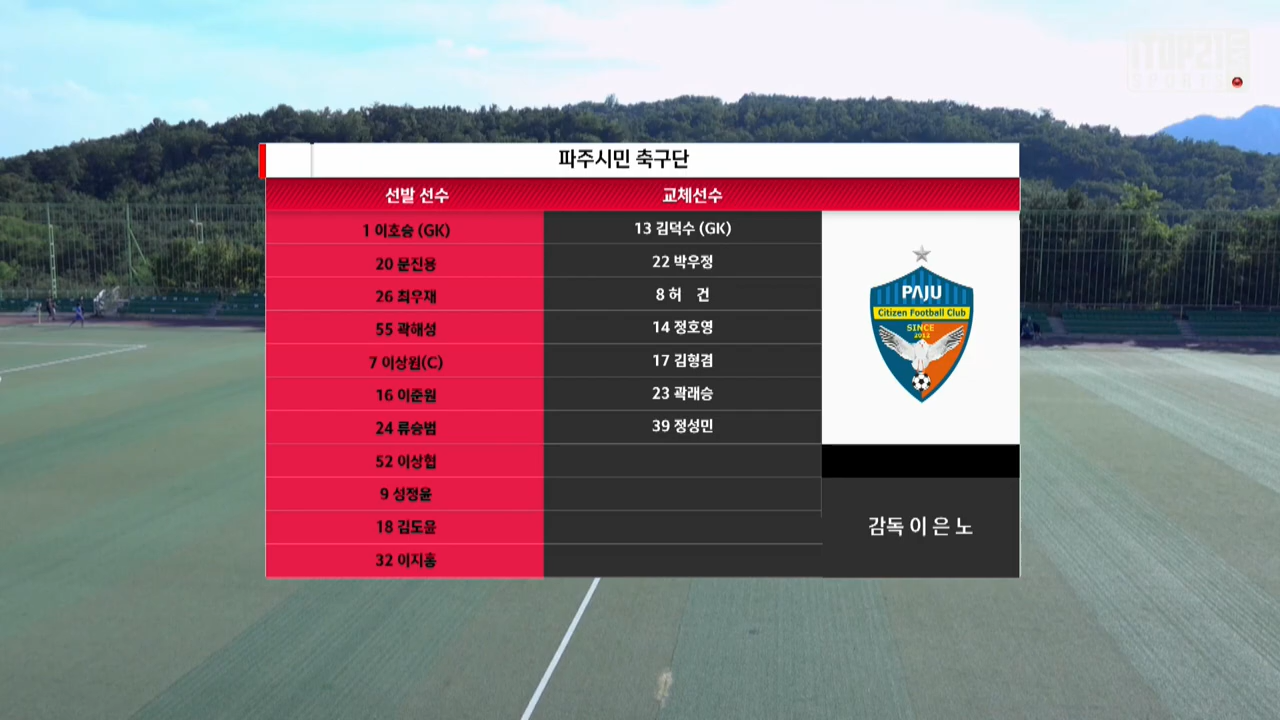 iTOP21
SPORTS
파주시민 축구단
선발 선수
교체선수
1 이호승 (GK)
13 김덕수 (GK)
20 문진용
22 박우정
26 최우재
8 허 건
55 곽해성
14 정호영
7 이상원(C)
17 김형겸
16 이준원
23 곽래승
24 류승범
39 정성민
52 이상협
9 성정윤
18 김도윤
32 이지홍
PAJU
Citizen Football Club
SINCE
2012
감독 이 은 노